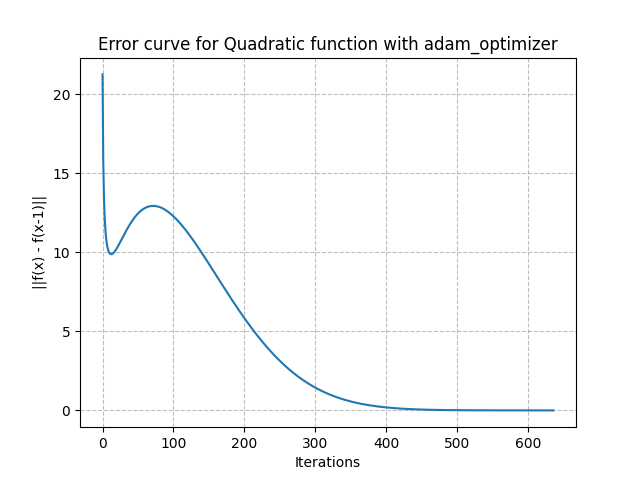 Error curve for Quadratic function with adam_optimizer
||f(x) - f(x-1)||
20
15
10
5
0
0 100 200 300 400 500 600
Iterations